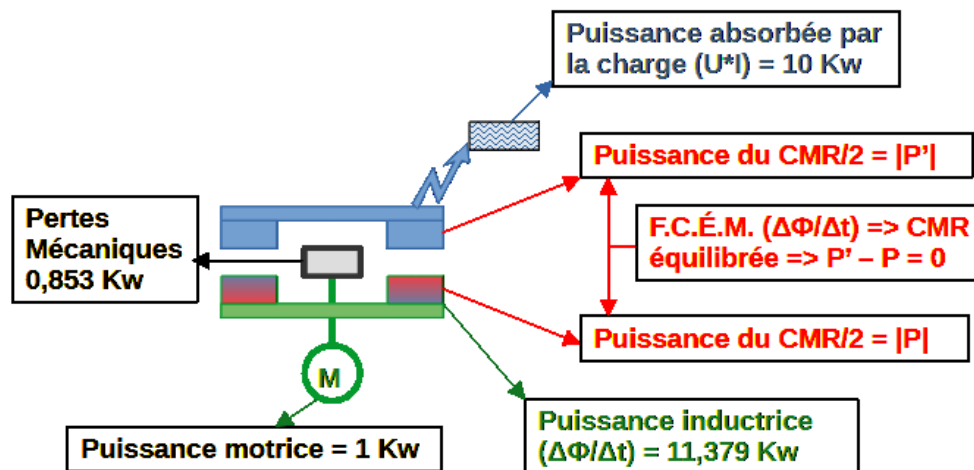 Puissance absorbée par
la charge (U*I) = 10 Kw
Puissance du CMR/2 = |P’|
Pertes
Mécaniques
0,853 Kw
F.C.É.M. (ΔΦ/Δt) => CMR
équilibrée => P’ – P = 0
Puissance du CMR/2 = |P|
M
Puissance motrice = 1 Kw
Puissance inductrice
(ΔΦ/Δt) = 11,379 Kw